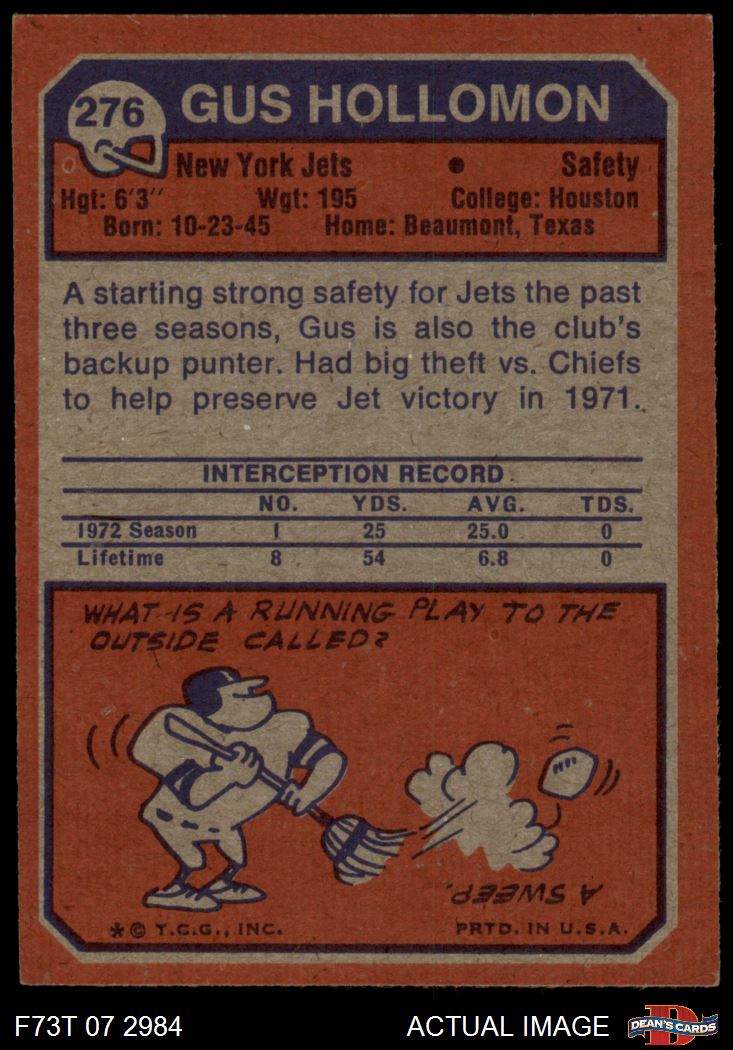 276
GUS HOLLOMON
New York Jets • Safety
Hgt: 6'3" Wgt: 195 College: Houston
Born: 10-23-45 Home: Beaumont, Texas
A starting strong safety for Jets the past
three seasons, Gus is also the club's
backup punter. Had big theft vs. Chiefs
to help preserve Jet victory in 1971.
INTERCEPTION RECORD
NO. YDS. AVG. TDS.
1972 Season 1 25 25.0 0
Lifetime 8 54 6.8 0
WHAT IS A RUNNING PLAY TO THE
OUTSIDE CALLED?
A SWEEP.
* © T.C.G., INC. PRTD. IN U.S.A.
F73T 07 2984 ACTUAL IMAGE
D
DEAN'S CARDS